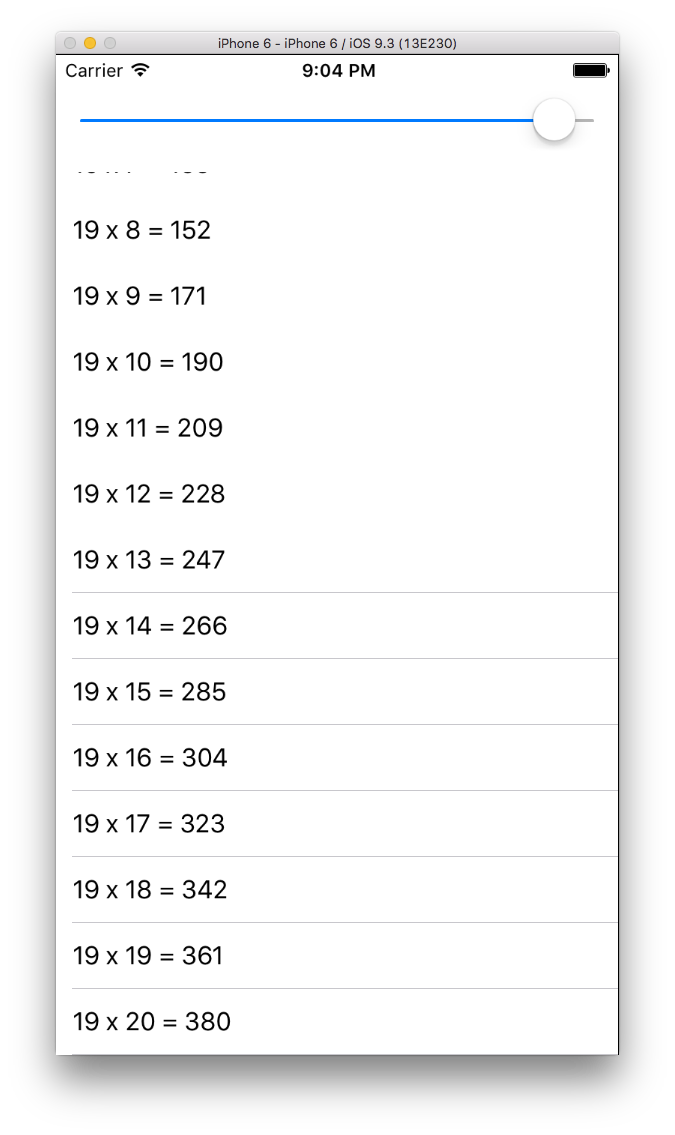 iPhone 6 - iPhone 6 / iOS 9.3 (13E230)
Carrier 9:04 PM
19 x 8 = 152
19 x 9 = 171
19 x 10 = 190
19 x 11 = 209
19 x 12 = 228
19 x 13 = 247
19 x 14 = 266
19 x 15 = 285
19 x 16 = 304
19 x 17 = 323
19 x 18 = 342
19 x 19 = 361
19 x 20 = 380